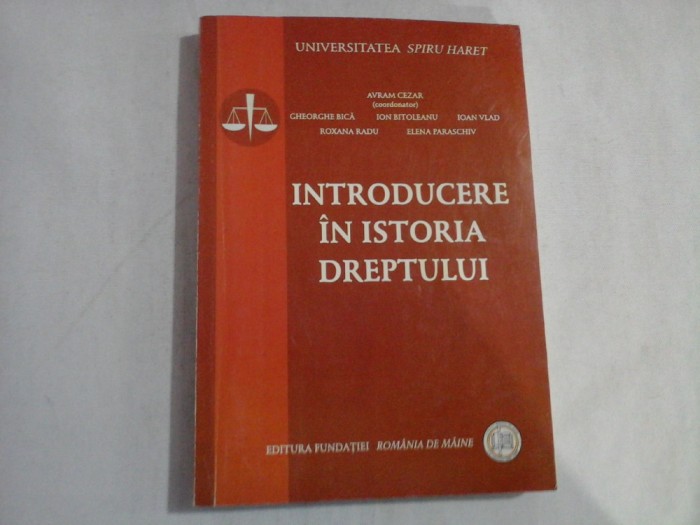 UNIVERSITATEA SPIRU HARET
AVRAM CEZAR
(coordonator)
GHEORGHE BICĂ ION BITOLEANU IOAN VLAD
ROXANA RADU ELENA PARASCHIV
INTRODUCERE
ÎN ISTORIA
DREPTULUI
EDITURA FUNDAȚIEI ROMÂNIA DE MÂINE